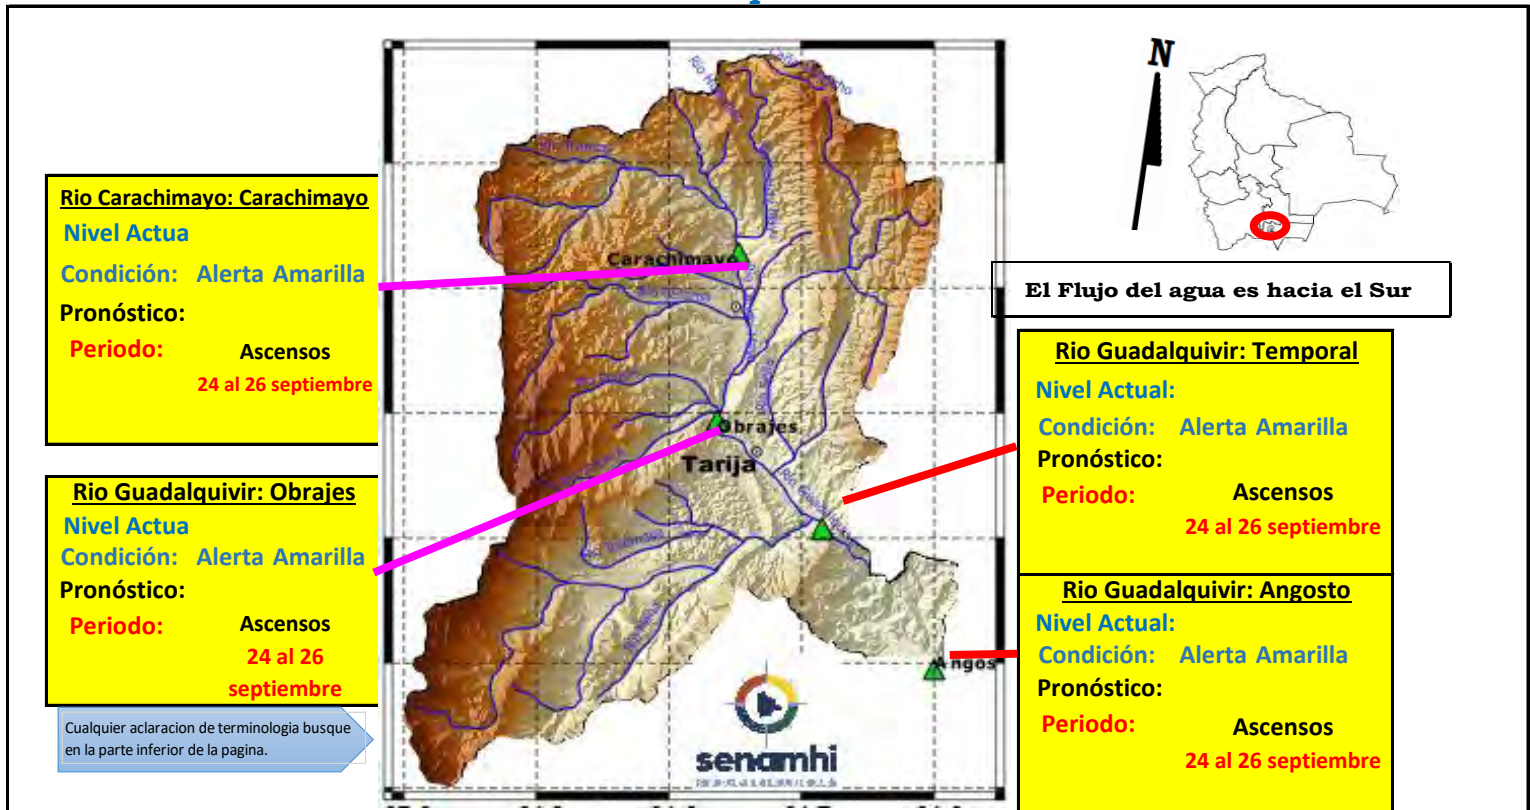 N
El Flujo del agua es hacia el Sur
Rio Carachimayo: Carachimayo
Nivel Actua
Condición: Alerta Amarilla
Pronóstico:
Periodo: Ascensos
24 al 26 septiembre
Rio Guadalquivir: Obrajes
Nivel Actua
Condición: Alerta Amarilla
Pronóstico:
Periodo: Ascensos
24 al 26
septiembre
Cualquier aclaracion de terminologia busque
en la parte inferior de la pagina.
Carachimayo
Obrajes
Tarija
Angos
senamhi
Rio Guadalquivir: Temporal
Nivel Actual:
Condición: Alerta Amarilla
Pronóstico:
Periodo: Ascensos
24 al 26 septiembre
Rio Guadalquivir: Angosto
Nivel Actual:
Condición: Alerta Amarilla
Pronóstico:
Periodo: Ascensos
24 al 26 septiembre